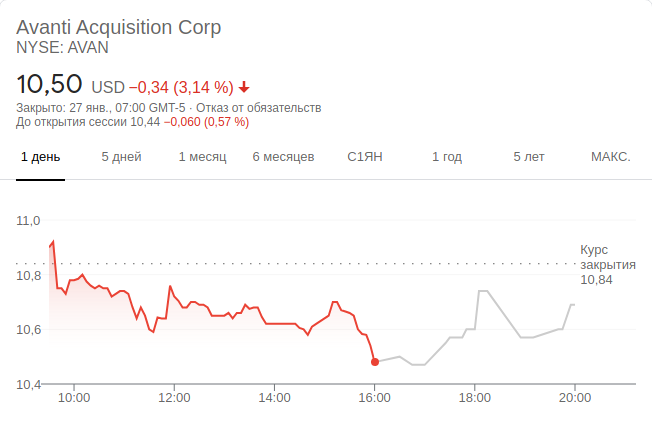 Avanti Acquisition Corp
NYSE: AVAN
10,50 USD −0,34 (3,14 %)
Закрыто: 27 янв., 07:00 GMT-5 · Отказ от обязательств
До открытия сессии 10,44 −0,060 (0,57 %)
1 день 5 дней 1 месяц 6 месяцев С1ЯН 1 год 5 лет МАКС.
11,0
Курс
закрытия
10,84
10,8
10,6
10,4
10:00 12:00 14:00 16:00 18:00 20:00